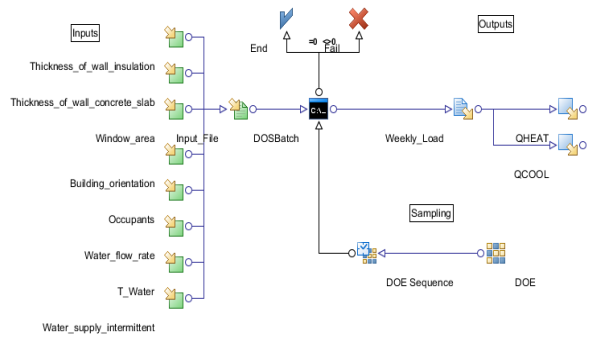 Inputs
Outputs
=0 <>0
End
Fail
Thickness_of_wall_insulation
Thickness_of_wall_concrete_slab
C:\_
Window_area
Input_File
DOSBatch
Weekly_Load
QHEAT
QCOOL
Building_orientation
Occupants
Sampling
Water_flow_rate
T_Water
DOE Sequence
DOE
Water_supply_intermittent